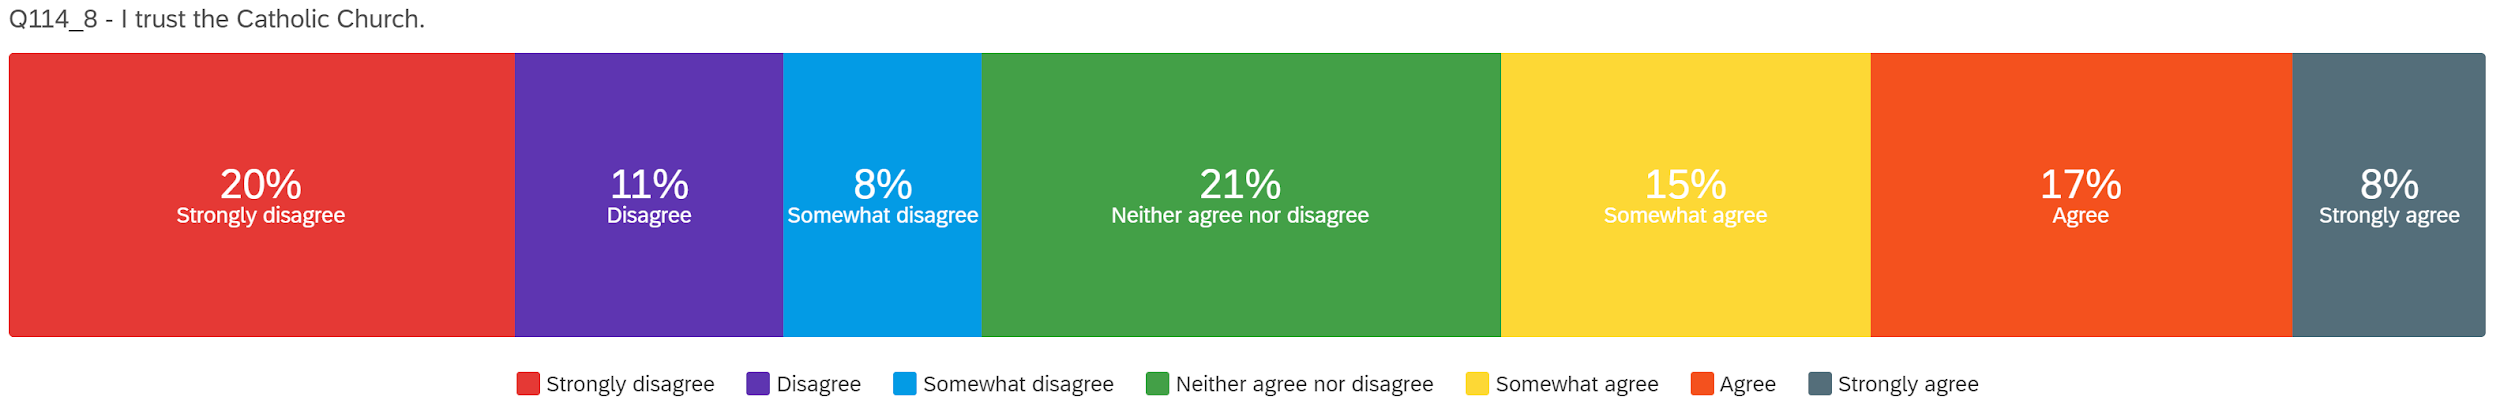 Q114_8 - I trust the Catholic Church.
20% 11% 8% 21% 15% 17% 8%
Strongly disagree Disagree Somewhat disagree Neither agree nor disagree Somewhat agree Agree Strongly agree
Strongly disagree Disagree Somewhat disagree Neither agree nor disagree Somewhat agree Agree Strongly agree